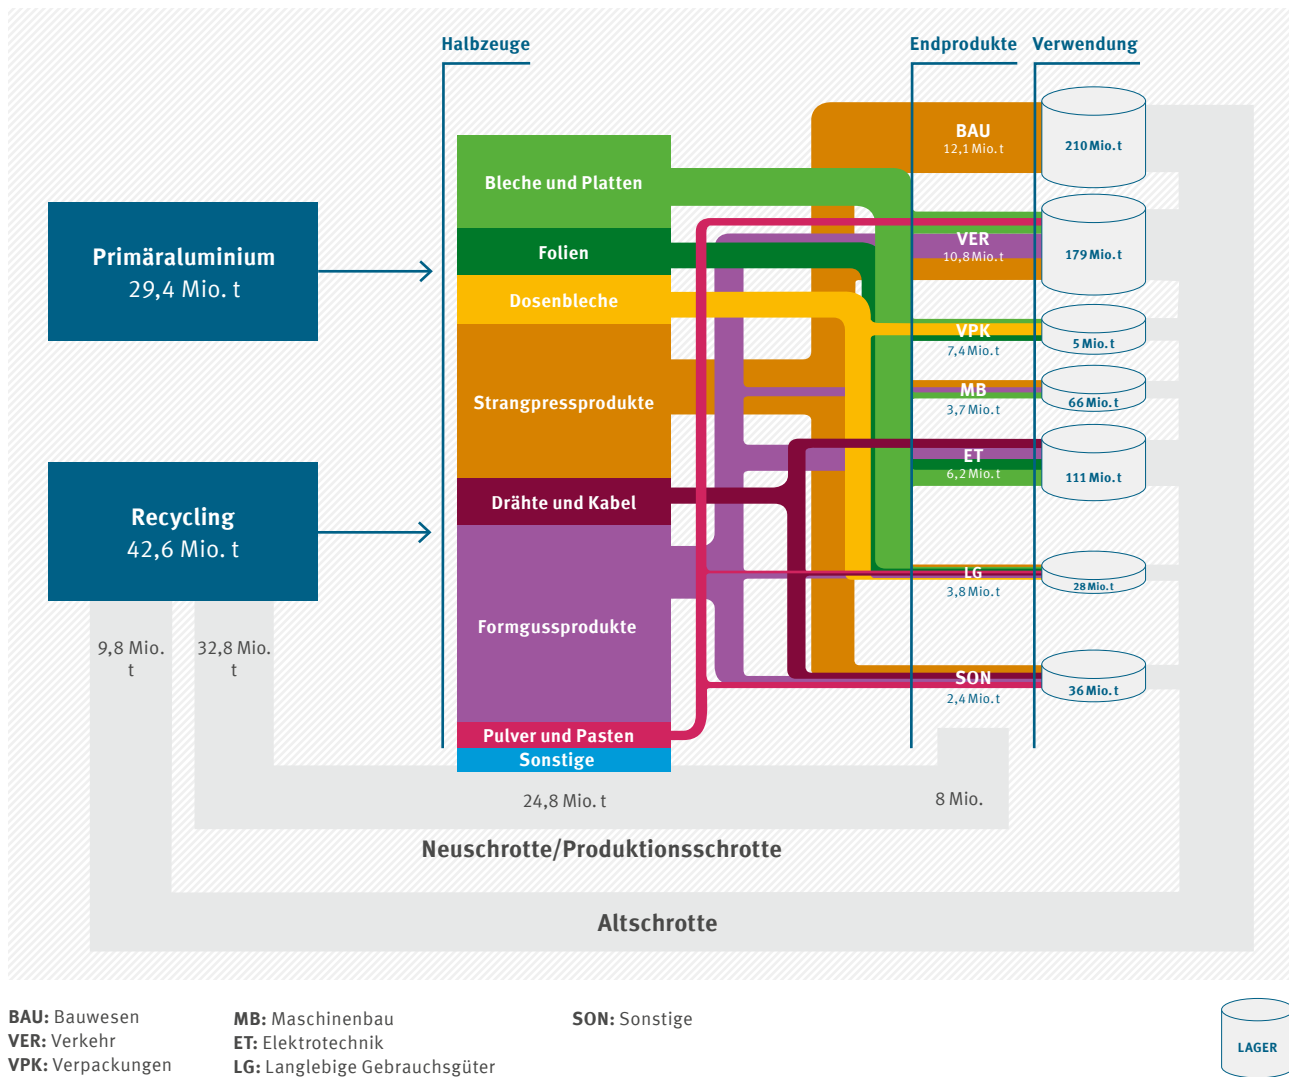 Halbzeuge
Endprodukte
Verwendung
Primäraluminium
29,4 Mio. t
Recycling
42,6 Mio. t
9,8 Mio.
t
32,8 Mio.
t
Bleche und Platten
Folien
Dosenbleche
Strangpressprodukte
Drähte und Kabel
Formgussprodukte
Pulver und Pasten
Sonstige
BAU
12,1 Mio. t
210 Mio. t
VER
10,8 Mio. t
179 Mio. t
VPK
7,4 Mio. t
5 Mio. t
MB
3,7 Mio. t
66 Mio. t
ET
6,2 Mio. t
111 Mio. t
LG
3,8 Mio. t
28 Mio. t
SON
2,4 Mio. t
36 Mio. t
24,8 Mio. t
8 Mio.
Neuschrotte/Produktionsschrotte
Altschrotte
BAU: Bauwesen
VER: Verkehr
VPK: Verpackungen
MB: Maschinenbau
ET: Elektrotechnik
LG: Langlebige Gebrauchsgüter
SON: Sonstige
LAGER